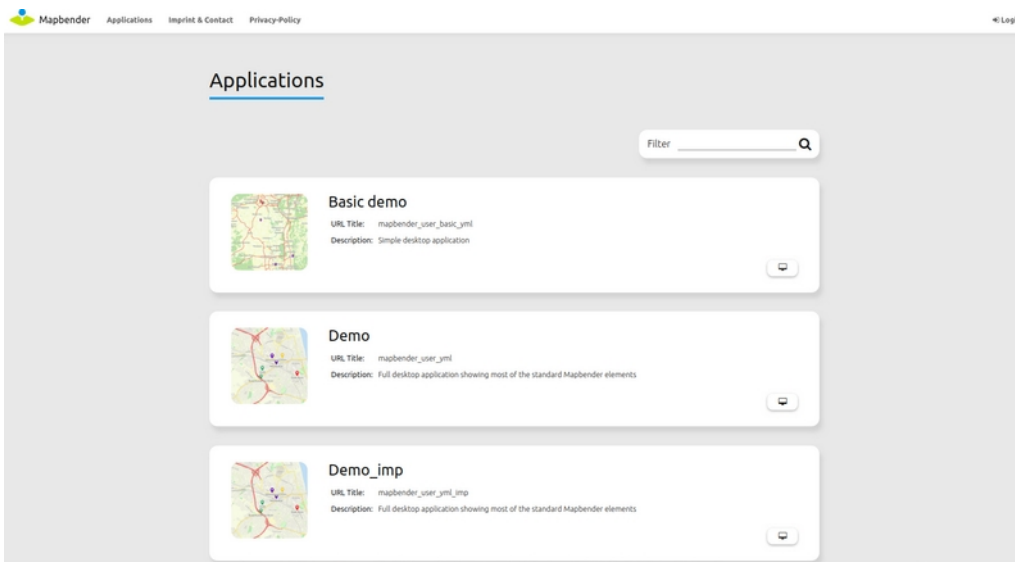 Mapbender Applications Imprint & Contact Privacy-Policy
Applications
Filter
Basic demo
URL Title: mapbender_user_basic_yml
Description: Simple desktop application
Demo
URL Title: mapbender_user_yml
Description: Full desktop application showing most of the standard Mapbender elements
Demo_imp
URL Title: mapbender_user_yml_imp
Description: Full desktop application showing most of the standard Mapbender elements